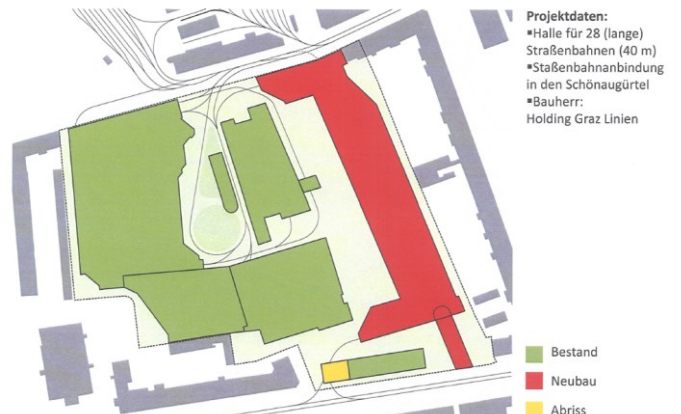 Projektdaten:
▪Halle für 28 (lange)
Straßenbahnen (40 m)
▪Staßenbahnanbindung
in den Schönaugürtel
▪Bauherr:
Holding Graz Linien
Bestand
Neubau
Abriss